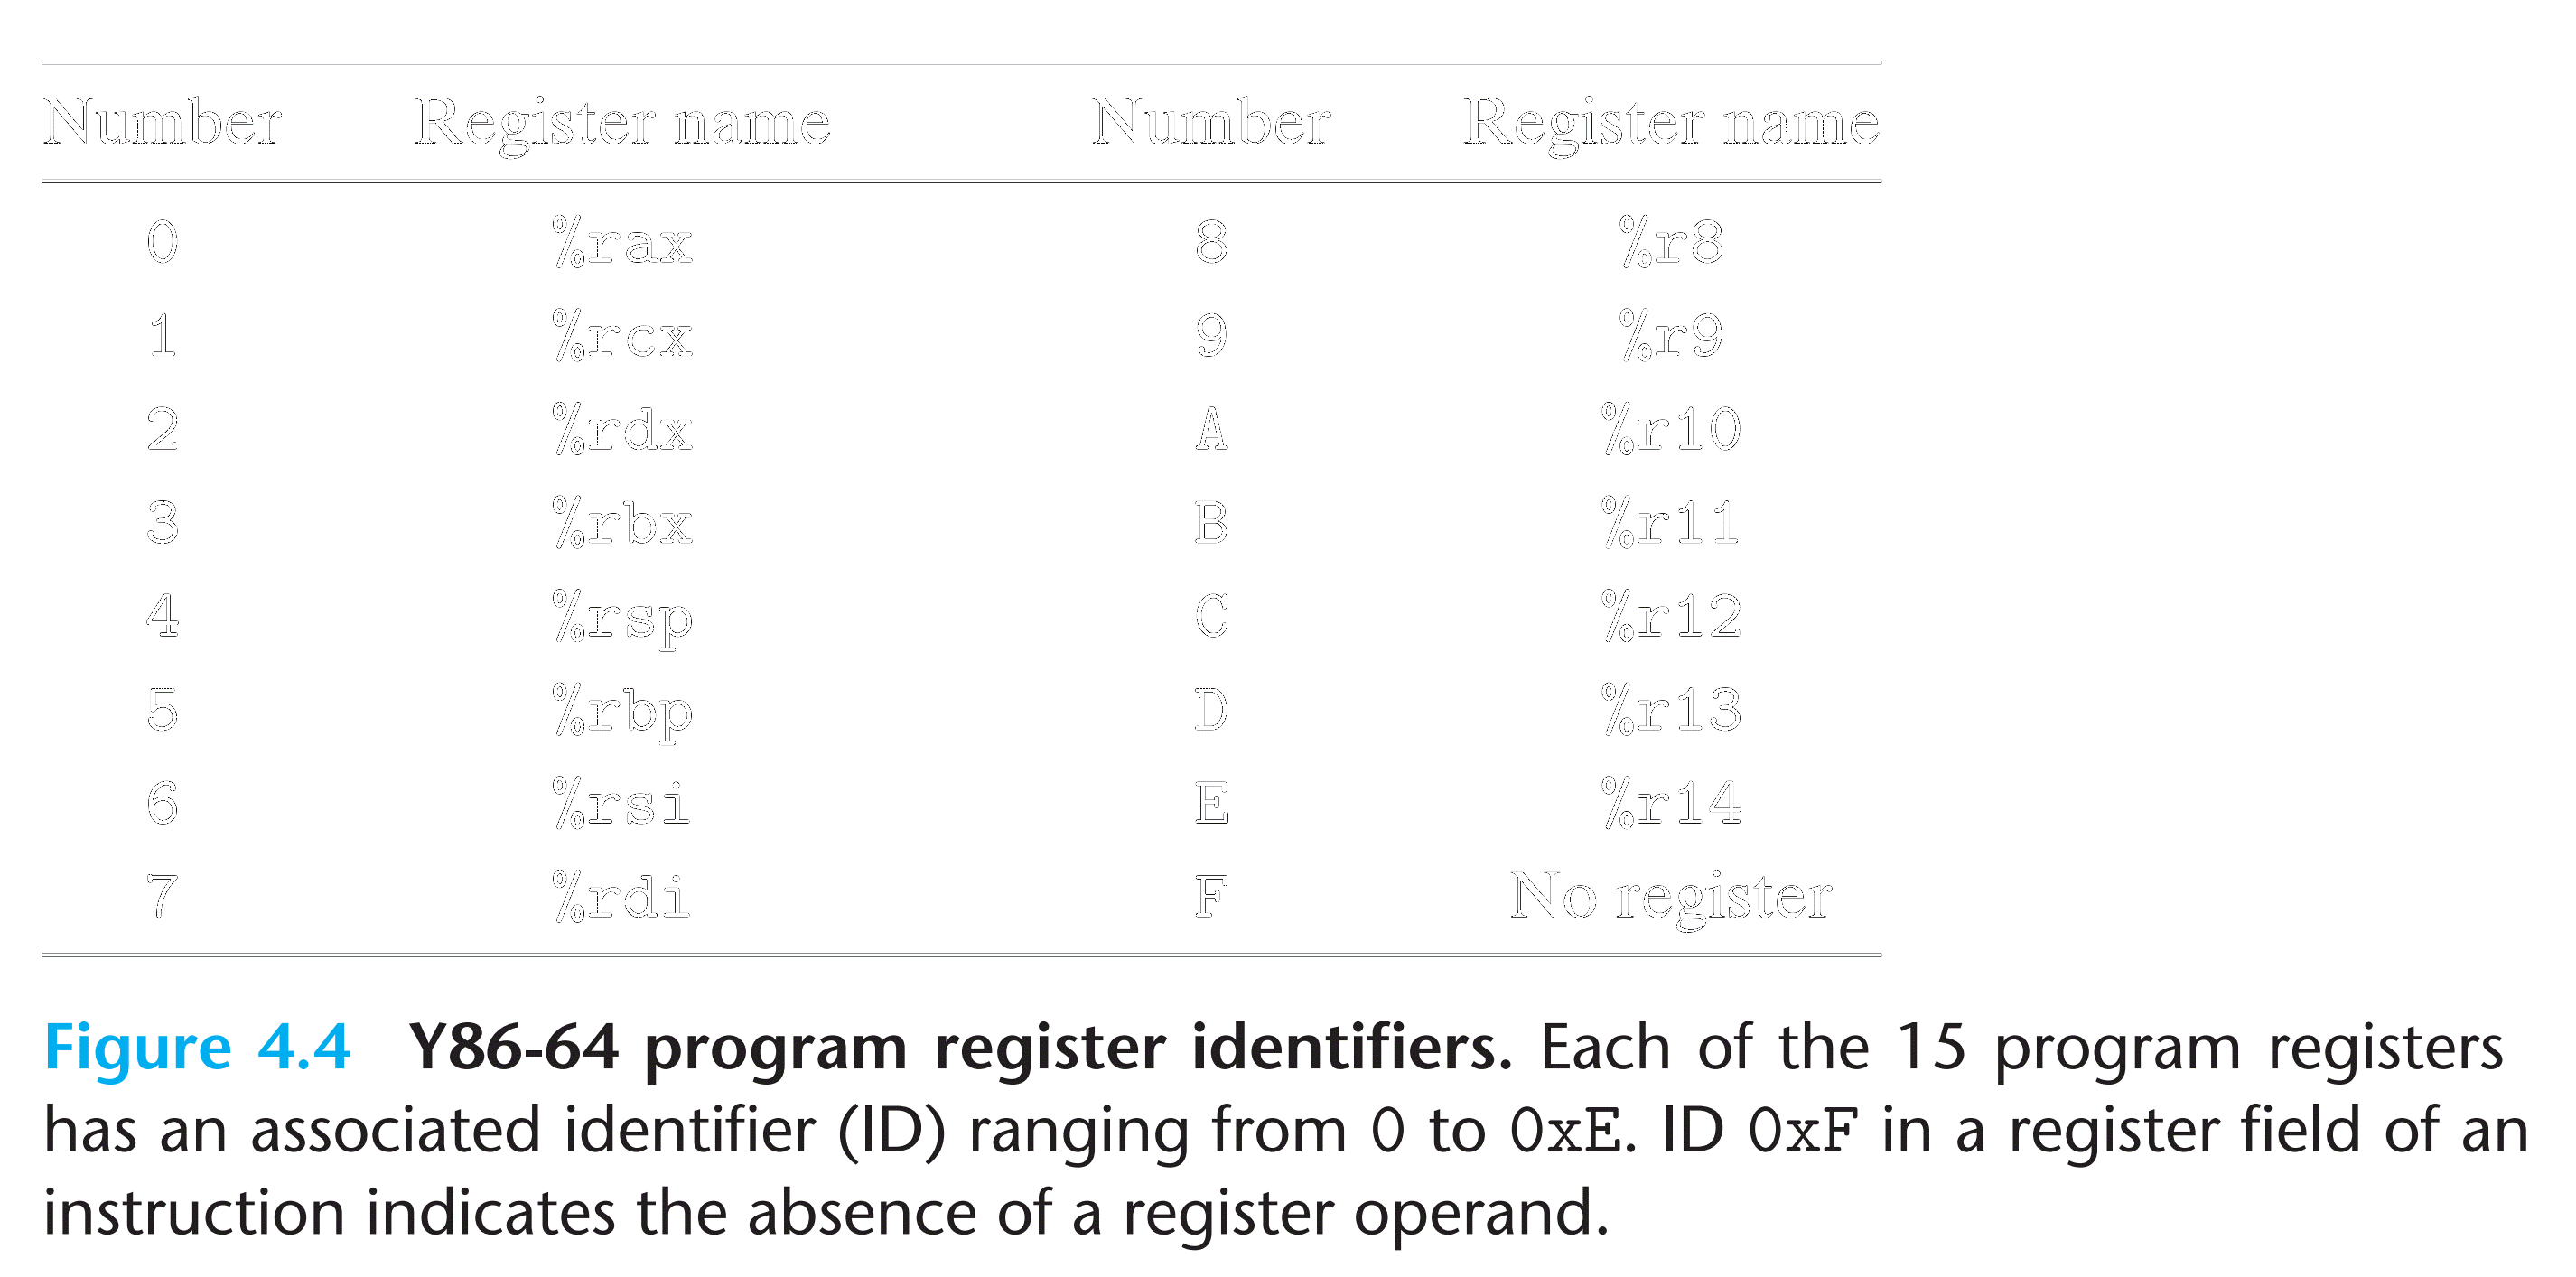 Number Register name Number Register name
0 %rax 8 %r8
1 %rcx 9 %r9
2 %rdx A %r10
3 %rbx B %r11
4 %rsp C %r12
5 %rbp D %r13
6 %rsi E %r14
7 %rdi F No register
Figure 4.4 Y86-64 program register identifiers. Each of the 15 program registers
has an associated identifier (ID) ranging from 0 to 0xE. ID 0xF in a register field of an
instruction indicates the absence of a register operand.